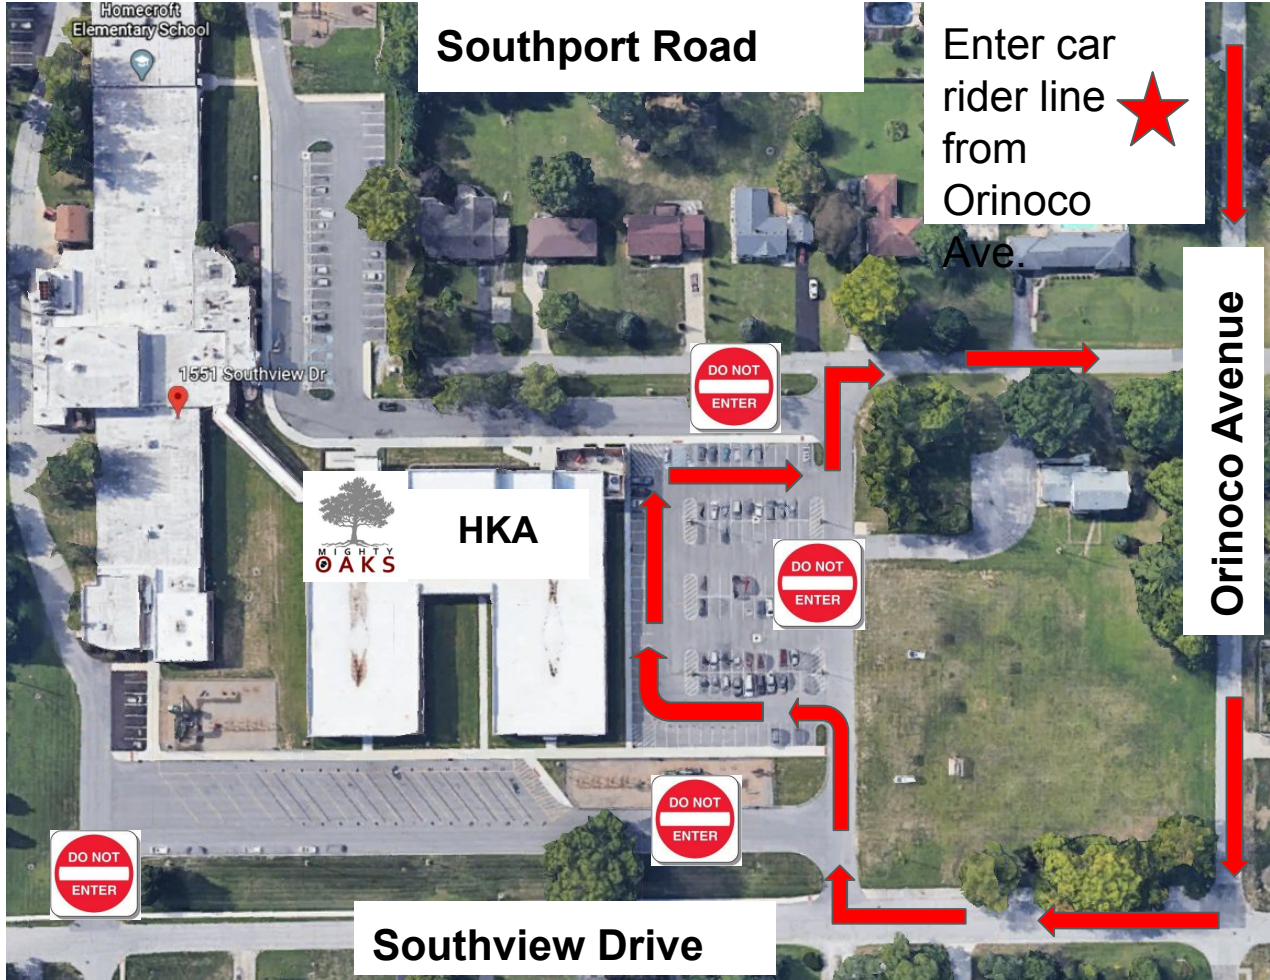 Homecroft
Elementary School
Southport Road
Enter car
rider line
from
Orinoco
Ave.
1551 Southview Dr
DO NOT
ENTER
Orinoco Avenue
MIGHTY
OAKS
HKA
DO NOT
ENTER
DO NOT
ENTER
DO NOT
ENTER
Southview Drive